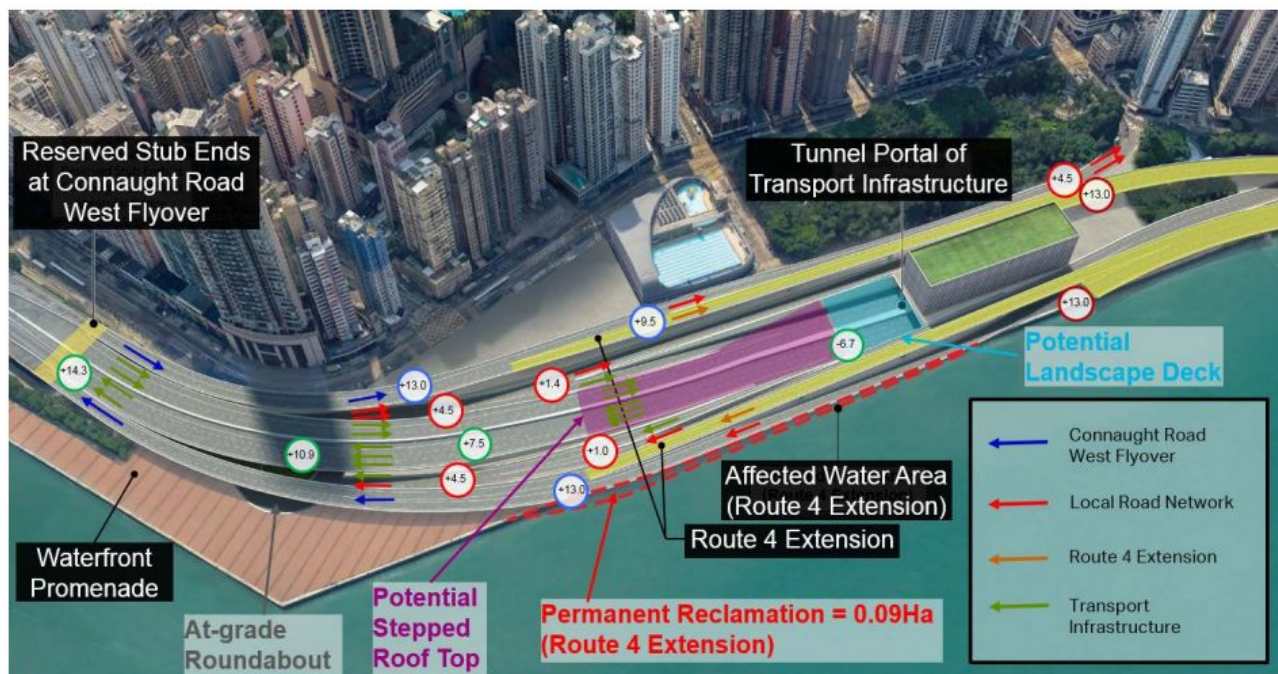 Reserved Stub Ends
at Connaught Road
West Flyover
Tunnel Portal of
Transport Infrastructure
+4.5
+13.0
+9.5
+13.0
-6.7
+14.3
+13.0
+1.4
+4.5
+7.5
+10.9
+1.0
+4.5
+13.0
Potential
Landscape Deck
Affected Water Area
(Route 4 Extension)
Route 4 Extension
Waterfront
Promenade
At-grade
Roundabout
Potential
Stepped
Roof Top
Permanent Reclamation = 0.09Ha
(Route 4 Extension)
Connaught Road
West Flyover
Local Road Network
Route 4 Extension
Transport
Infrastructure